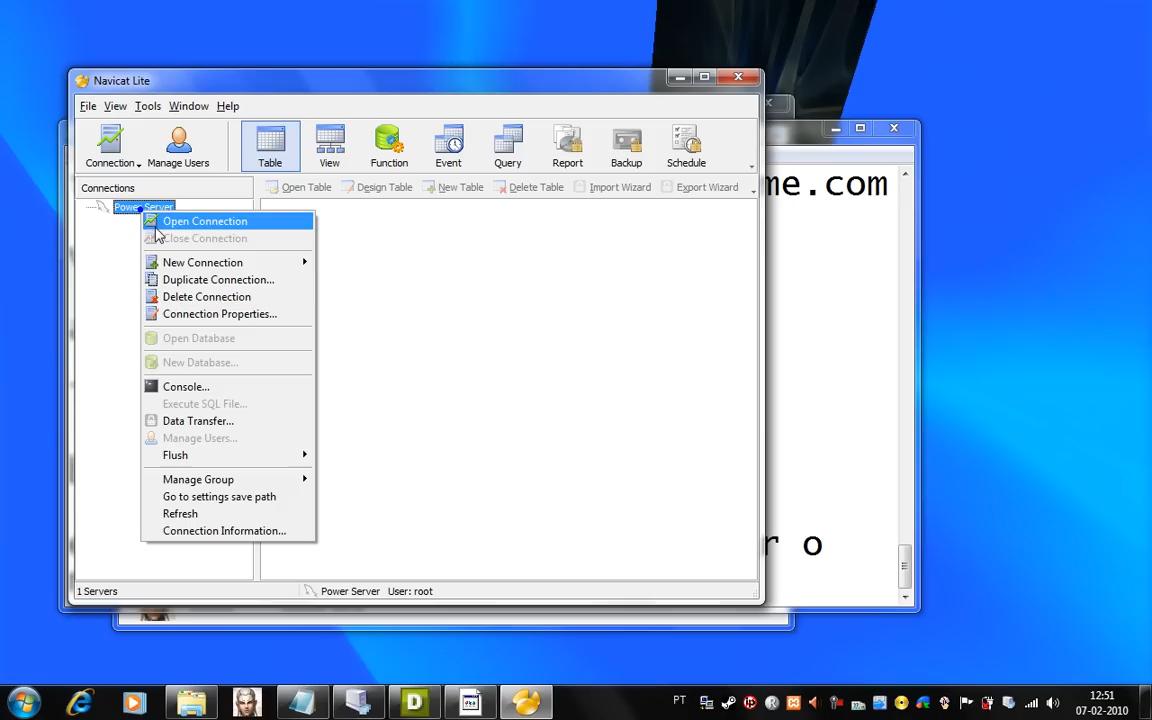 Navicat Lite
File View Tools Window Help
Connection Manage Users Table View Function Event Query Report Backup Schedule
Connections
Open Table Design Table New Table Delete Table Import Wizard Export Wizard
me.com
Power Server
Open Connection
Close Connection
New Connection
Duplicate Connection...
Delete Connection
Connection Properties...
Open Database
New Database...
Console...
Execute SQL File...
Data Transfer...
Manage Users...
Flush
Manage Group
Go to settings save path
Refresh
Connection Information...
r o
1 Servers Power Server User: root
PT
12:51
07-02-2010